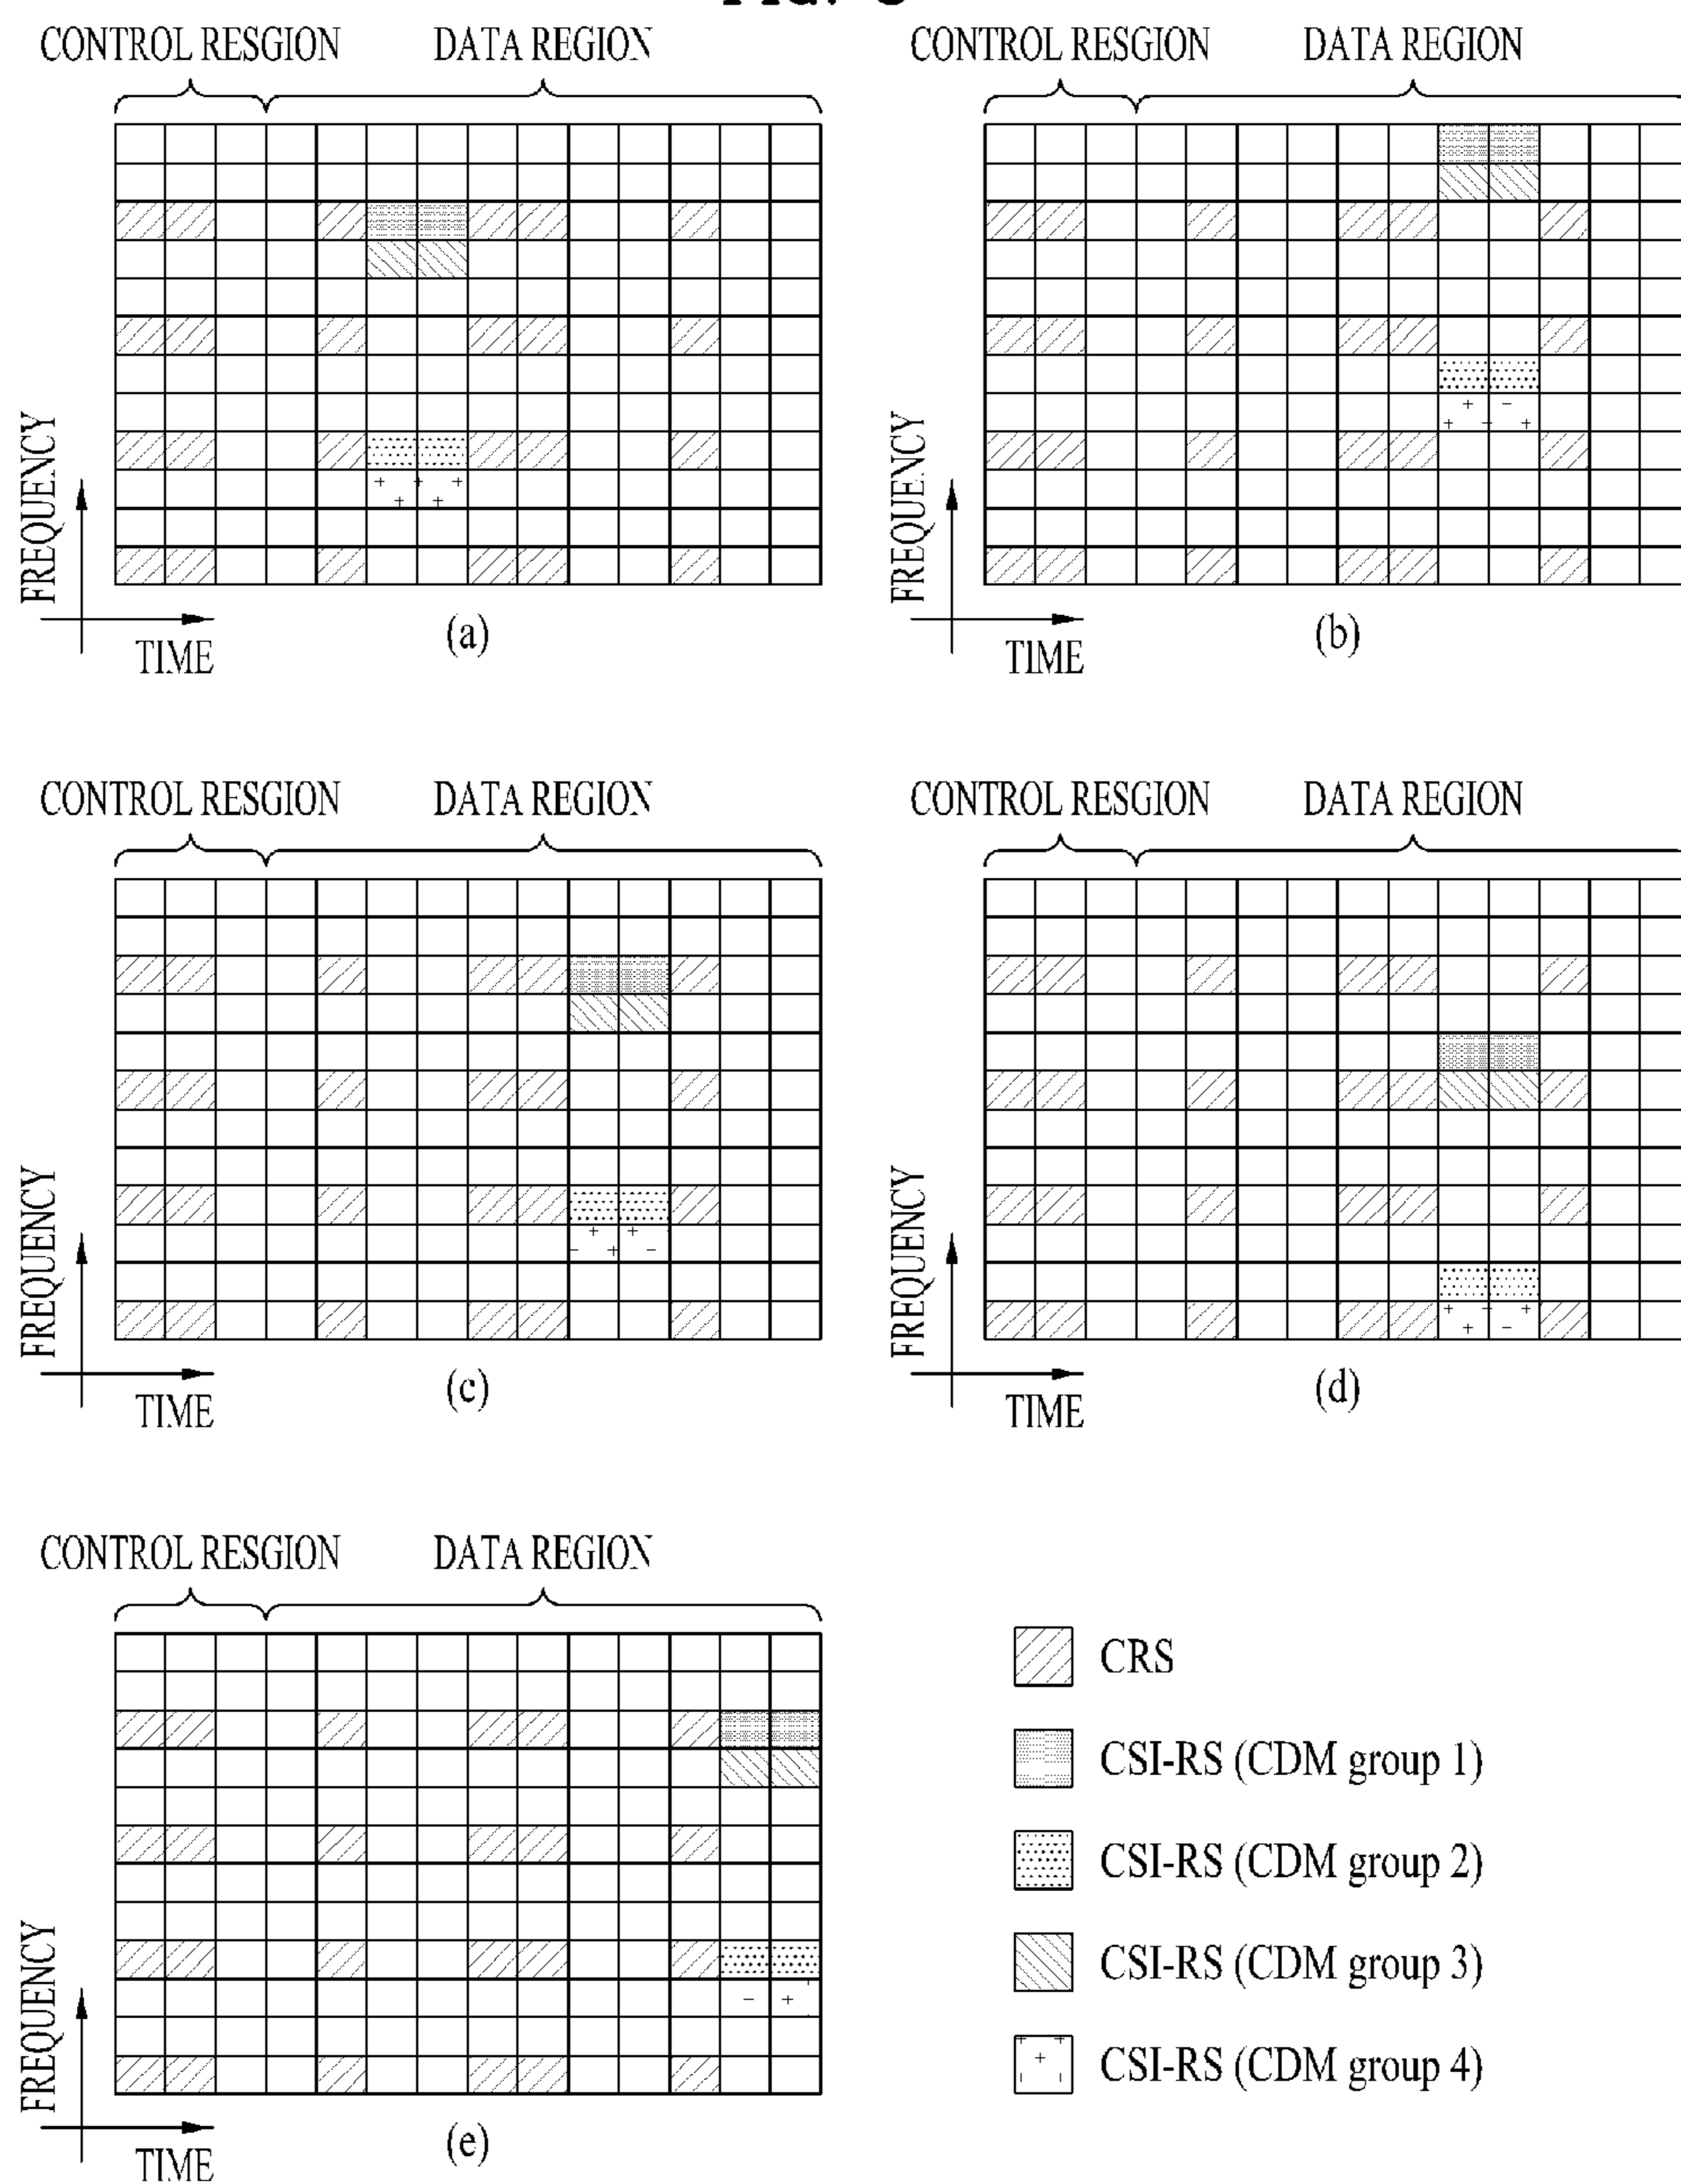 CONTROL RESGION DATA REGION
FREQUENCY
TIME
(a)
CONTROL RESGION DATA REGION
FREQUENCY
TIME
(b)
CONTROL RESGION DATA REGION
FREQUENCY
TIME
(c)
CONTROL RESGION DATA REGION
FREQUENCY
TIME
(d)
CONTROL RESGION DATA REGION
FREQUENCY
TIME
(e)
CRS
CSI-RS (CDM group 1)
CSI-RS (CDM group 2)
CSI-RS (CDM group 3)
CSI-RS (CDM group 4)